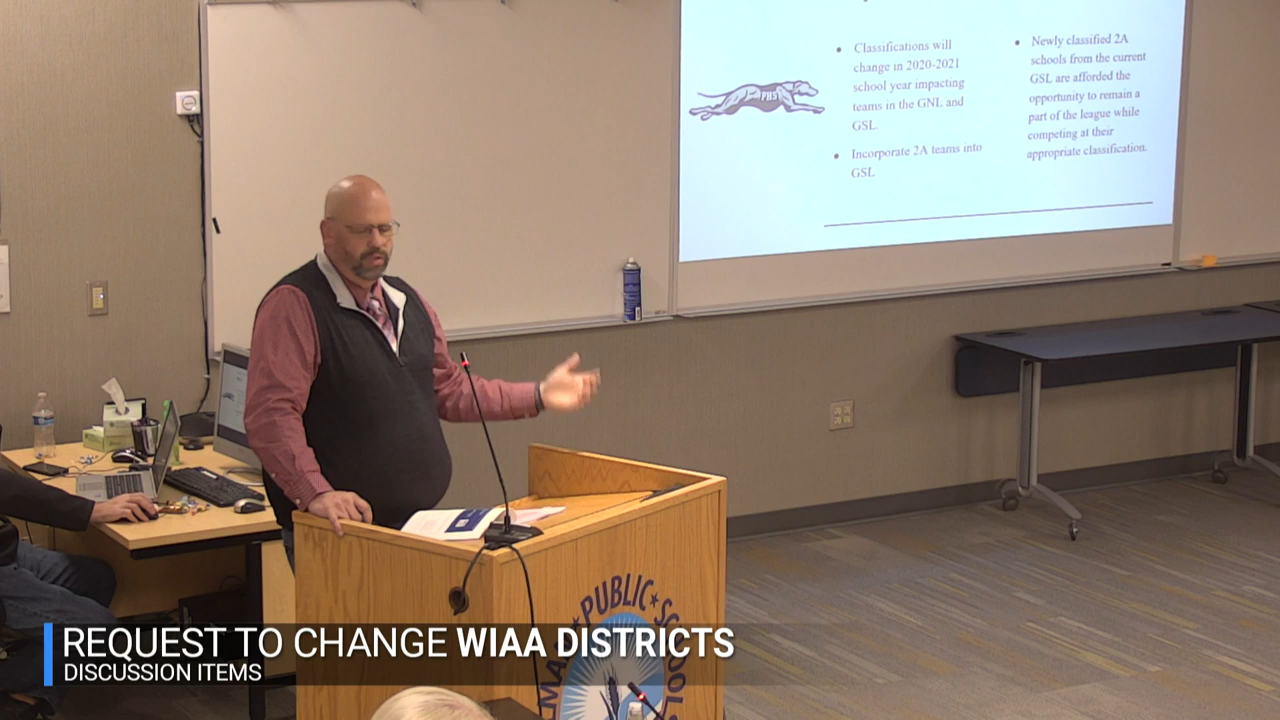 • Classifications will
change in 2020-2021
school year impacting
teams in the GNL and
GSL.
• Incorporate 2A teams into
GSL
• Newly classified 2A
schools from the current
GSL are afforded the
opportunity to remain a
part of the league while
competing at their
appropriate classification.
PHS
PUBLIC
REQUEST TO CHANGE WIAA DISTRICTS
DISCUSSION ITEMS